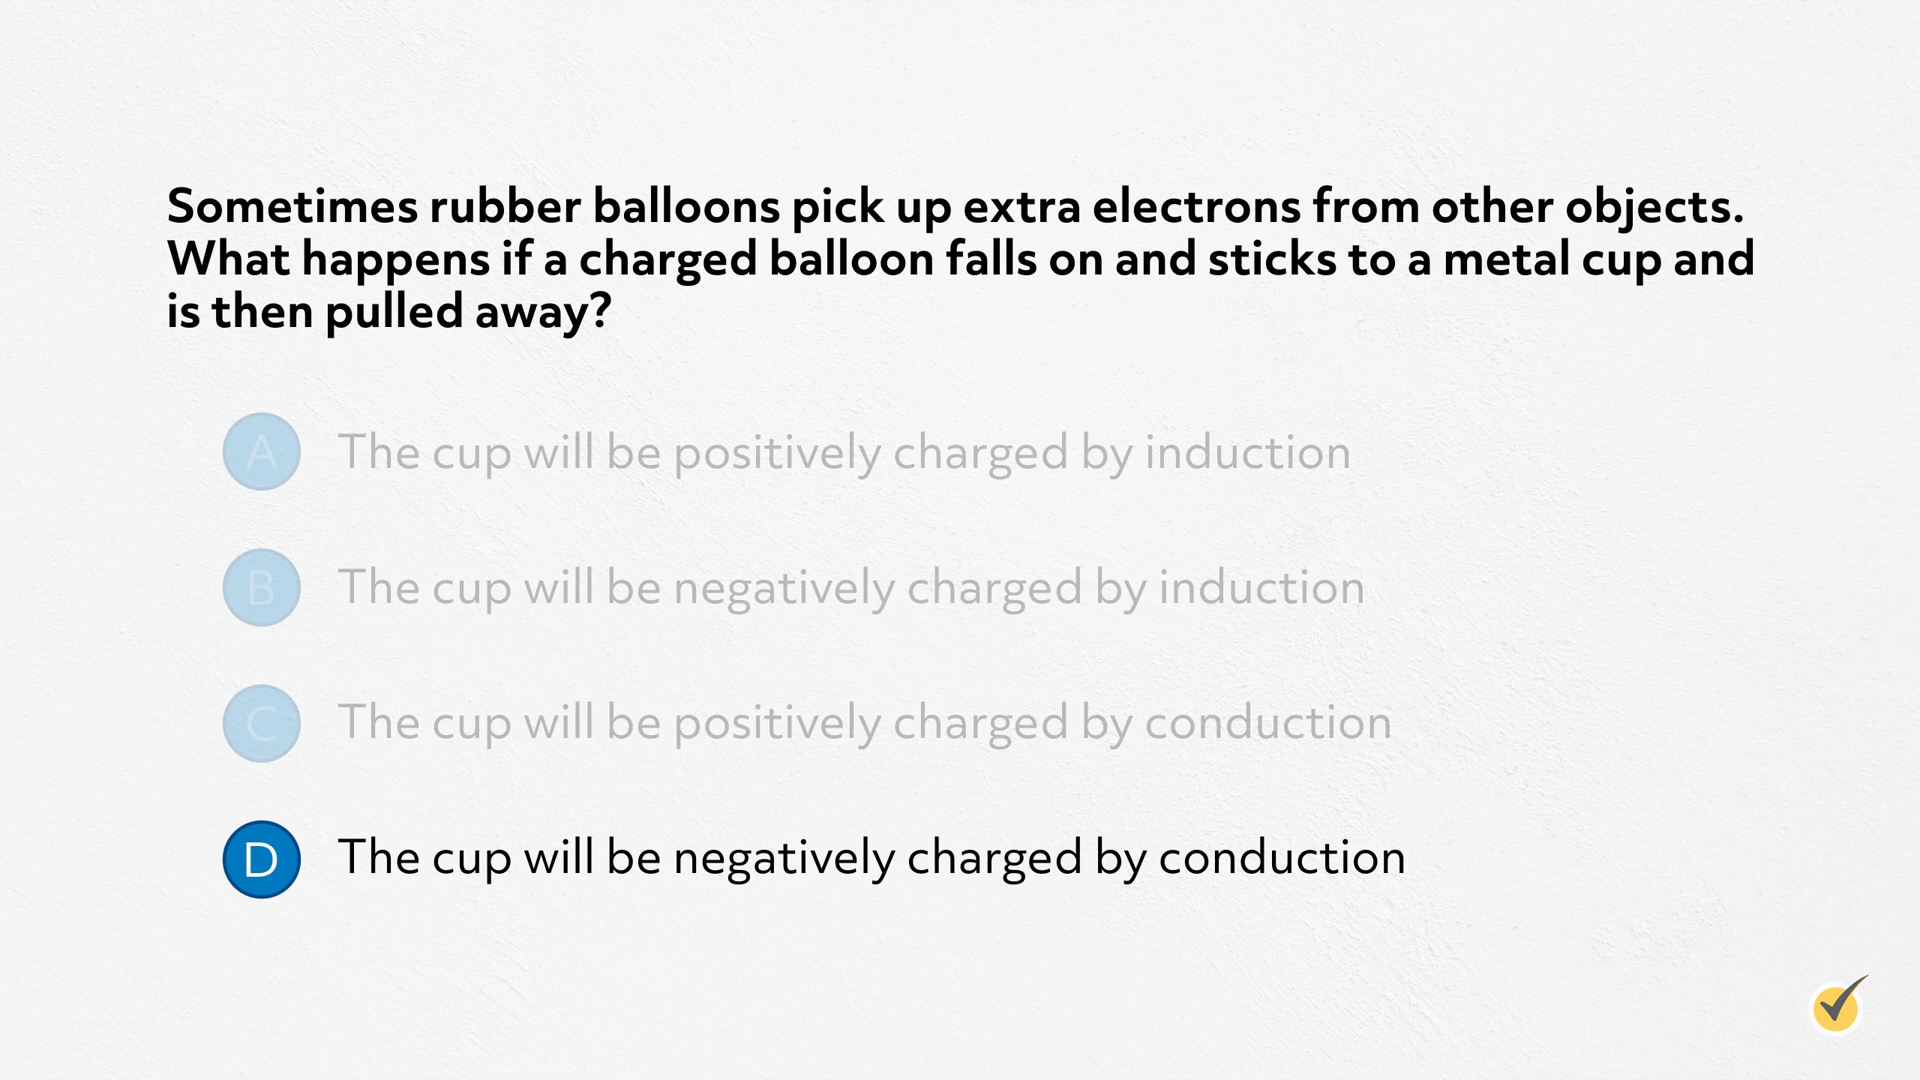 Sometimes rubber balloons pick up extra electrons from other objects.
What happens if a charged balloon falls on and sticks to a metal cup and
is then pulled away?
A The cup will be positively charged by induction
B The cup will be negatively charged by induction
C The cup will be positively charged by conduction
D The cup will be negatively charged by conduction